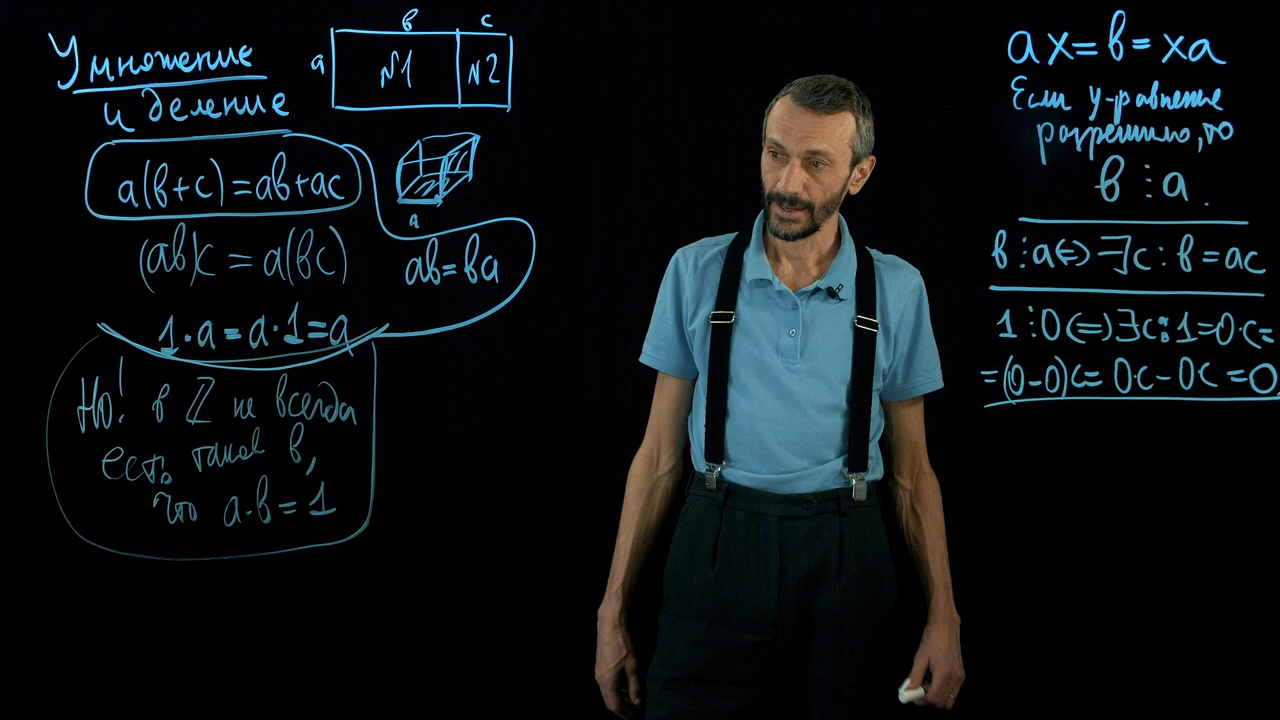 Умножение
и деление
a(в+c)=aв+ac
(aв)c = a(вc)
1·a=a·1=a
Но! в ℤ не всегда
есть такое в,
что a·в=1
в c
a №1 №2
a
aв=вa
ax=в=xa
Если ур-равнение
разрешимо, то
в⋮a.
в⋮a⇔∃c:в=ac
1⋮0⇔∃c:1=0·c=
=(0-0)c=0c-0c=0